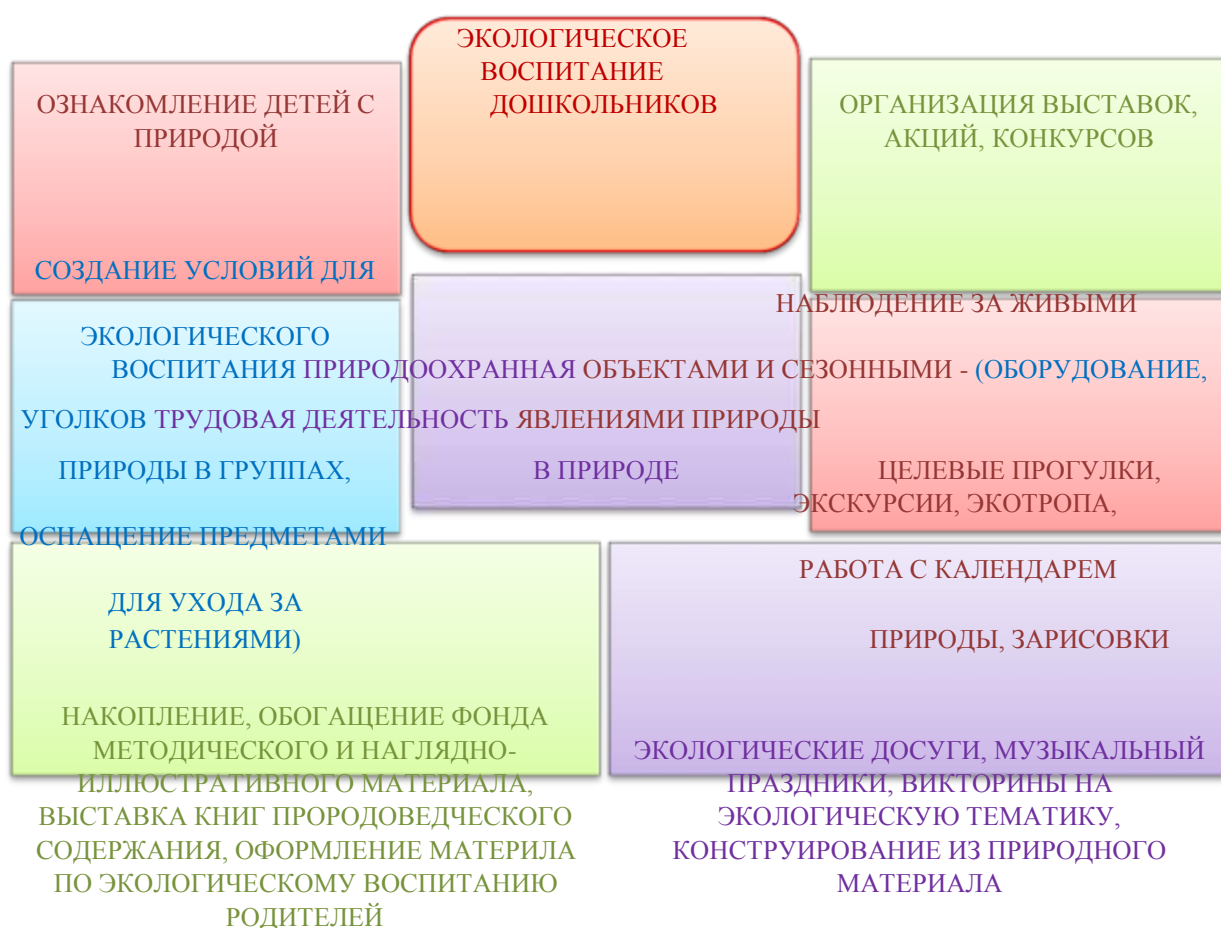 ЭКОЛОГИЧЕСКОЕ
ВОСПИТАНИЕ
ДОШКОЛЬНИКОВ
ОЗНАКОМЛЕНИЕ ДЕТЕЙ С
ПРИРОДОЙ
ОРГАНИЗАЦИЯ ВЫСТАВОК,
АКЦИЙ, КОНКУРСОВ
СОЗДАНИЕ УСЛОВИЙ ДЛЯ
НАБЛЮДЕНИЕ ЗА ЖИВЫМИ
ЭКОЛОГИЧЕСКОГО
ВОСПИТАНИЯ ПРИРОДООХРАННАЯ ОБЪЕКТАМИ И СЕЗОННЫМИ - (ОБОРУДОВАНИЕ,
УГОЛКОВ ТРУДОВАЯ ДЕЯТЕЛЬНОСТЬ ЯВЛЕНИЯМИ ПРИРОДЫ
ПРИРОДЫ В ГРУППАХ, В ПРИРОДЕ ЦЕЛЕВЫЕ ПРОГУЛКИ,
ЭКСКУРСИИ, ЭКОТРОПА,
ОСНАЩЕНИЕ ПРЕДМЕТАМИ
РАБОТА С КАЛЕНДАРЕМ
ДЛЯ УХОДА ЗА
РАСТЕНИЯМИ)
ПРИРОДЫ, ЗАРИСОВКИ
НАКОПЛЕНИЕ, ОБОГАЩЕНИЕ ФОНДА
МЕТОДИЧЕСКОГО И НАГЛЯДНО-
ИЛЛЮСТРАТИВНОГО МАТЕРИАЛА,
ВЫСТАВКА КНИГ ПРОРОДОВЕДЧЕСКОГО
СОДЕРЖАНИЯ, ОФОРМЛЕНИЕ МАТЕРИЛА
ПО ЭКОЛОГИЧЕСКОМУ ВОСПИТАНИЮ
РОДИТЕЛЕЙ
ЭКОЛОГИЧЕСКИЕ ДОСУГИ, МУЗЫКАЛЬНЫЙ
ПРАЗДНИКИ, ВИКТОРИНЫ НА
ЭКОЛОГИЧЕСКУЮ ТЕМАТИКУ,
КОНСТРУИРОВАНИЕ ИЗ ПРИРОДНОГО
МАТЕРИАЛА